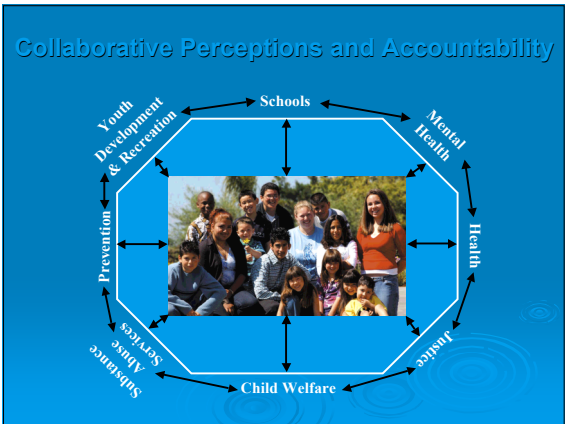 Collaborative Perceptions and Accountability
Schools
Youth
Development
& Recreation
Mental
Health
Prevention
Health
Substance
Abuse
Services
Justice
Child Welfare